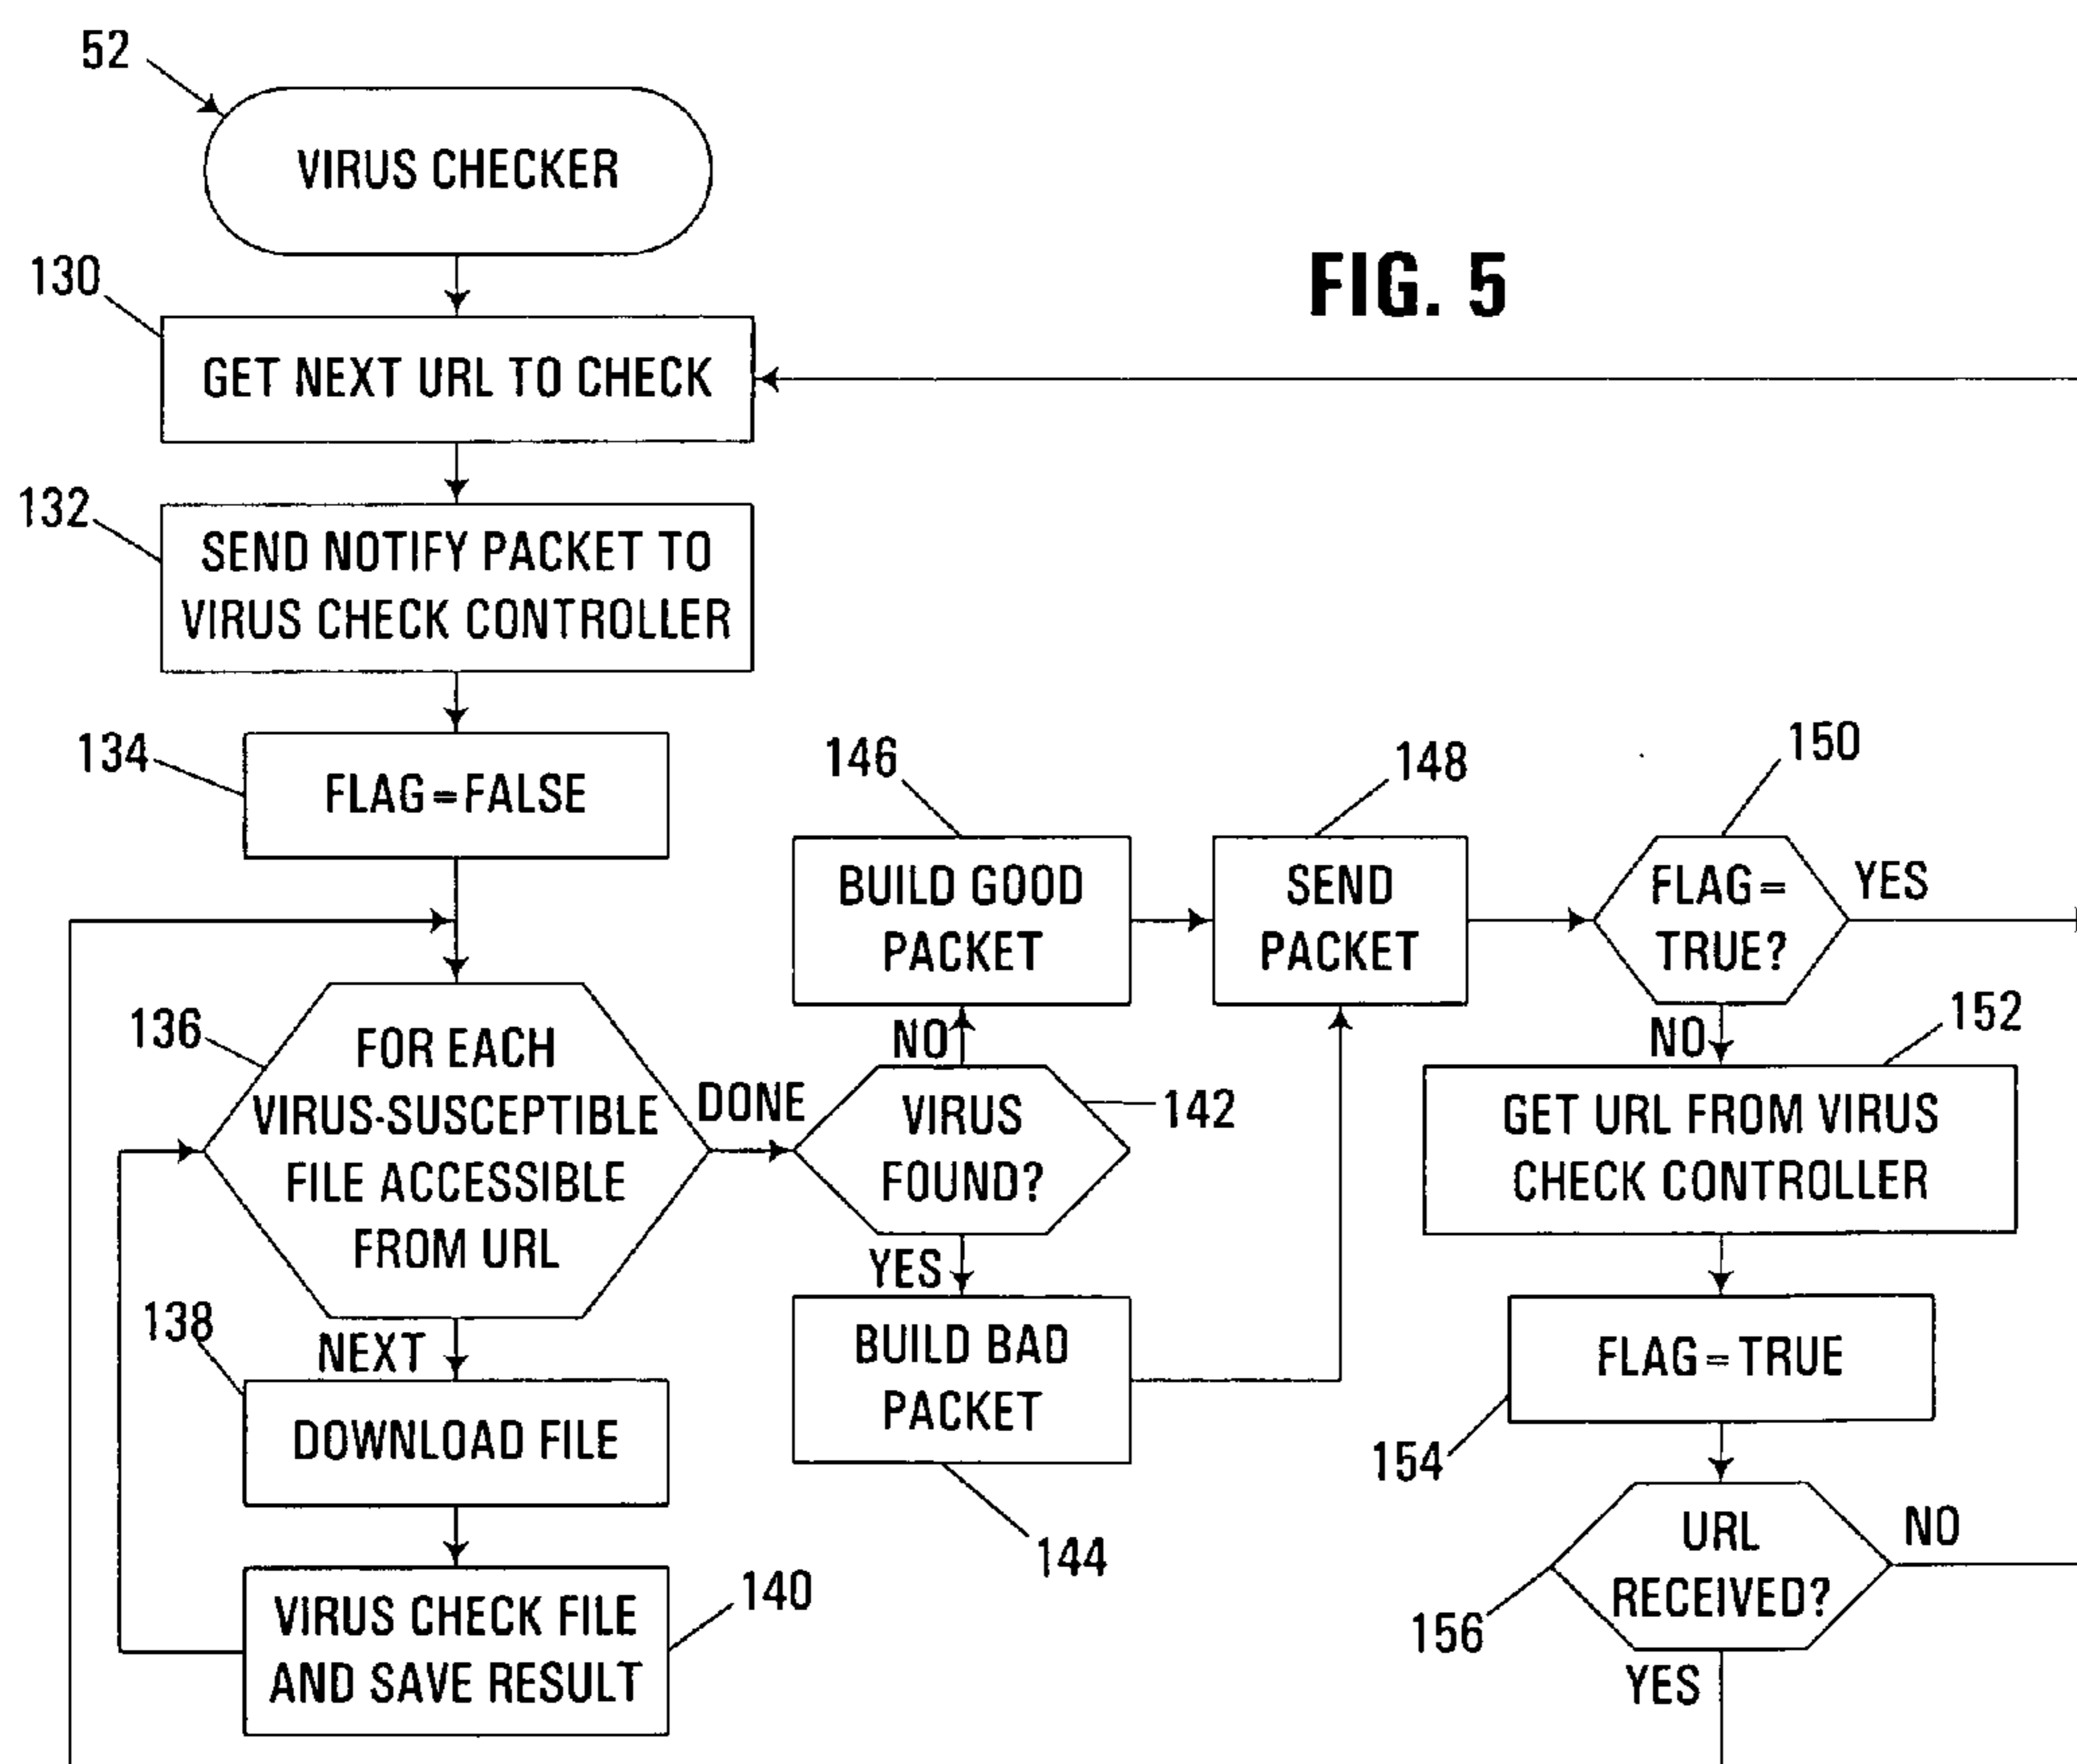 52
VIRUS CHECKER
FIG. 5
130
GET NEXT URL TO CHECK
132
SEND NOTIFY PACKET TO
VIRUS CHECK CONTROLLER
134
FLAG=FALSE
136
FOR EACH
VIRUS-SUSCEPTIBLE
FILE ACCESSIBLE
FROM URL
DONE
NEXT
138
DOWNLOAD FILE
140
VIRUS CHECK FILE
AND SAVE RESULT
142
VIRUS
FOUND?
NO
YES
146
BUILD GOOD
PACKET
144
BUILD BAD
PACKET
148
SEND
PACKET
150
FLAG=
TRUE?
YES
NO
152
GET URL FROM VIRUS
CHECK CONTROLLER
154
FLAG=TRUE
156
URL
RECEIVED?
NO
YES